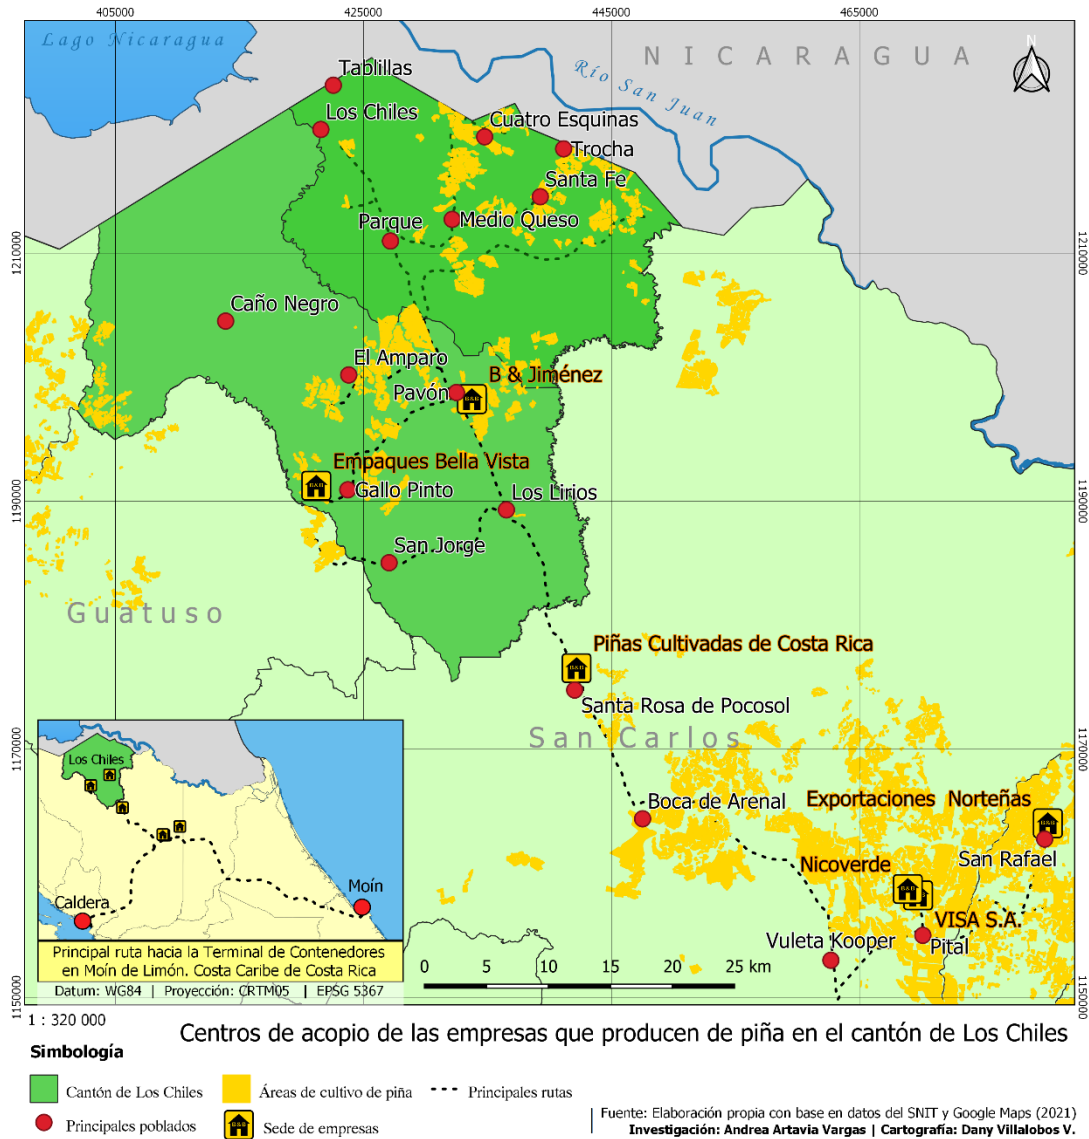 405000
425000
445000
465000
Lago Nicaragua
NICARAGUA
N
Río San Juan
Tablillas
Los Chiles
Cuatro Esquinas
Trocha
Santa Fe
Parque
Medio Queso
1210000
1210000
Caño Negro
El Amparo
B & Jiménez
Pavón
Empaques Bella Vista
Gallo Pinto
Los Lirios
1190000
1190000
San Jorge
Guatuso
Piñas Cultivadas de Costa Rica
Santa Rosa de Pocosol
San Carlos
1170000
1170000
Los Chiles
Boca de Arenal
Exportaciones Norteñas
San Rafael
Nicoverde
VISA S.A.
Caldera
Moín
Vuleta Kooper
Pital
Principal ruta hacia la Terminal de Contenedores
en Moín de Limón. Costa Caribe de Costa Rica
Datum: WG84 | Proyección: CRTM05 | EPSG 5367
0 5 10 15 20 25 km
1150000
1150000
1 : 320 000
Centros de acopio de las empresas que producen de piña en el cantón de Los Chiles
Simbología
Cantón de Los Chiles
Áreas de cultivo de piña
Principales rutas
Principales poblados
Sede de empresas
Fuente: Elaboración propia con base en datos del SNIT y Google Maps (2021)
Investigación: Andrea Artavia Vargas | Cartografía: Dany Villalobos V.